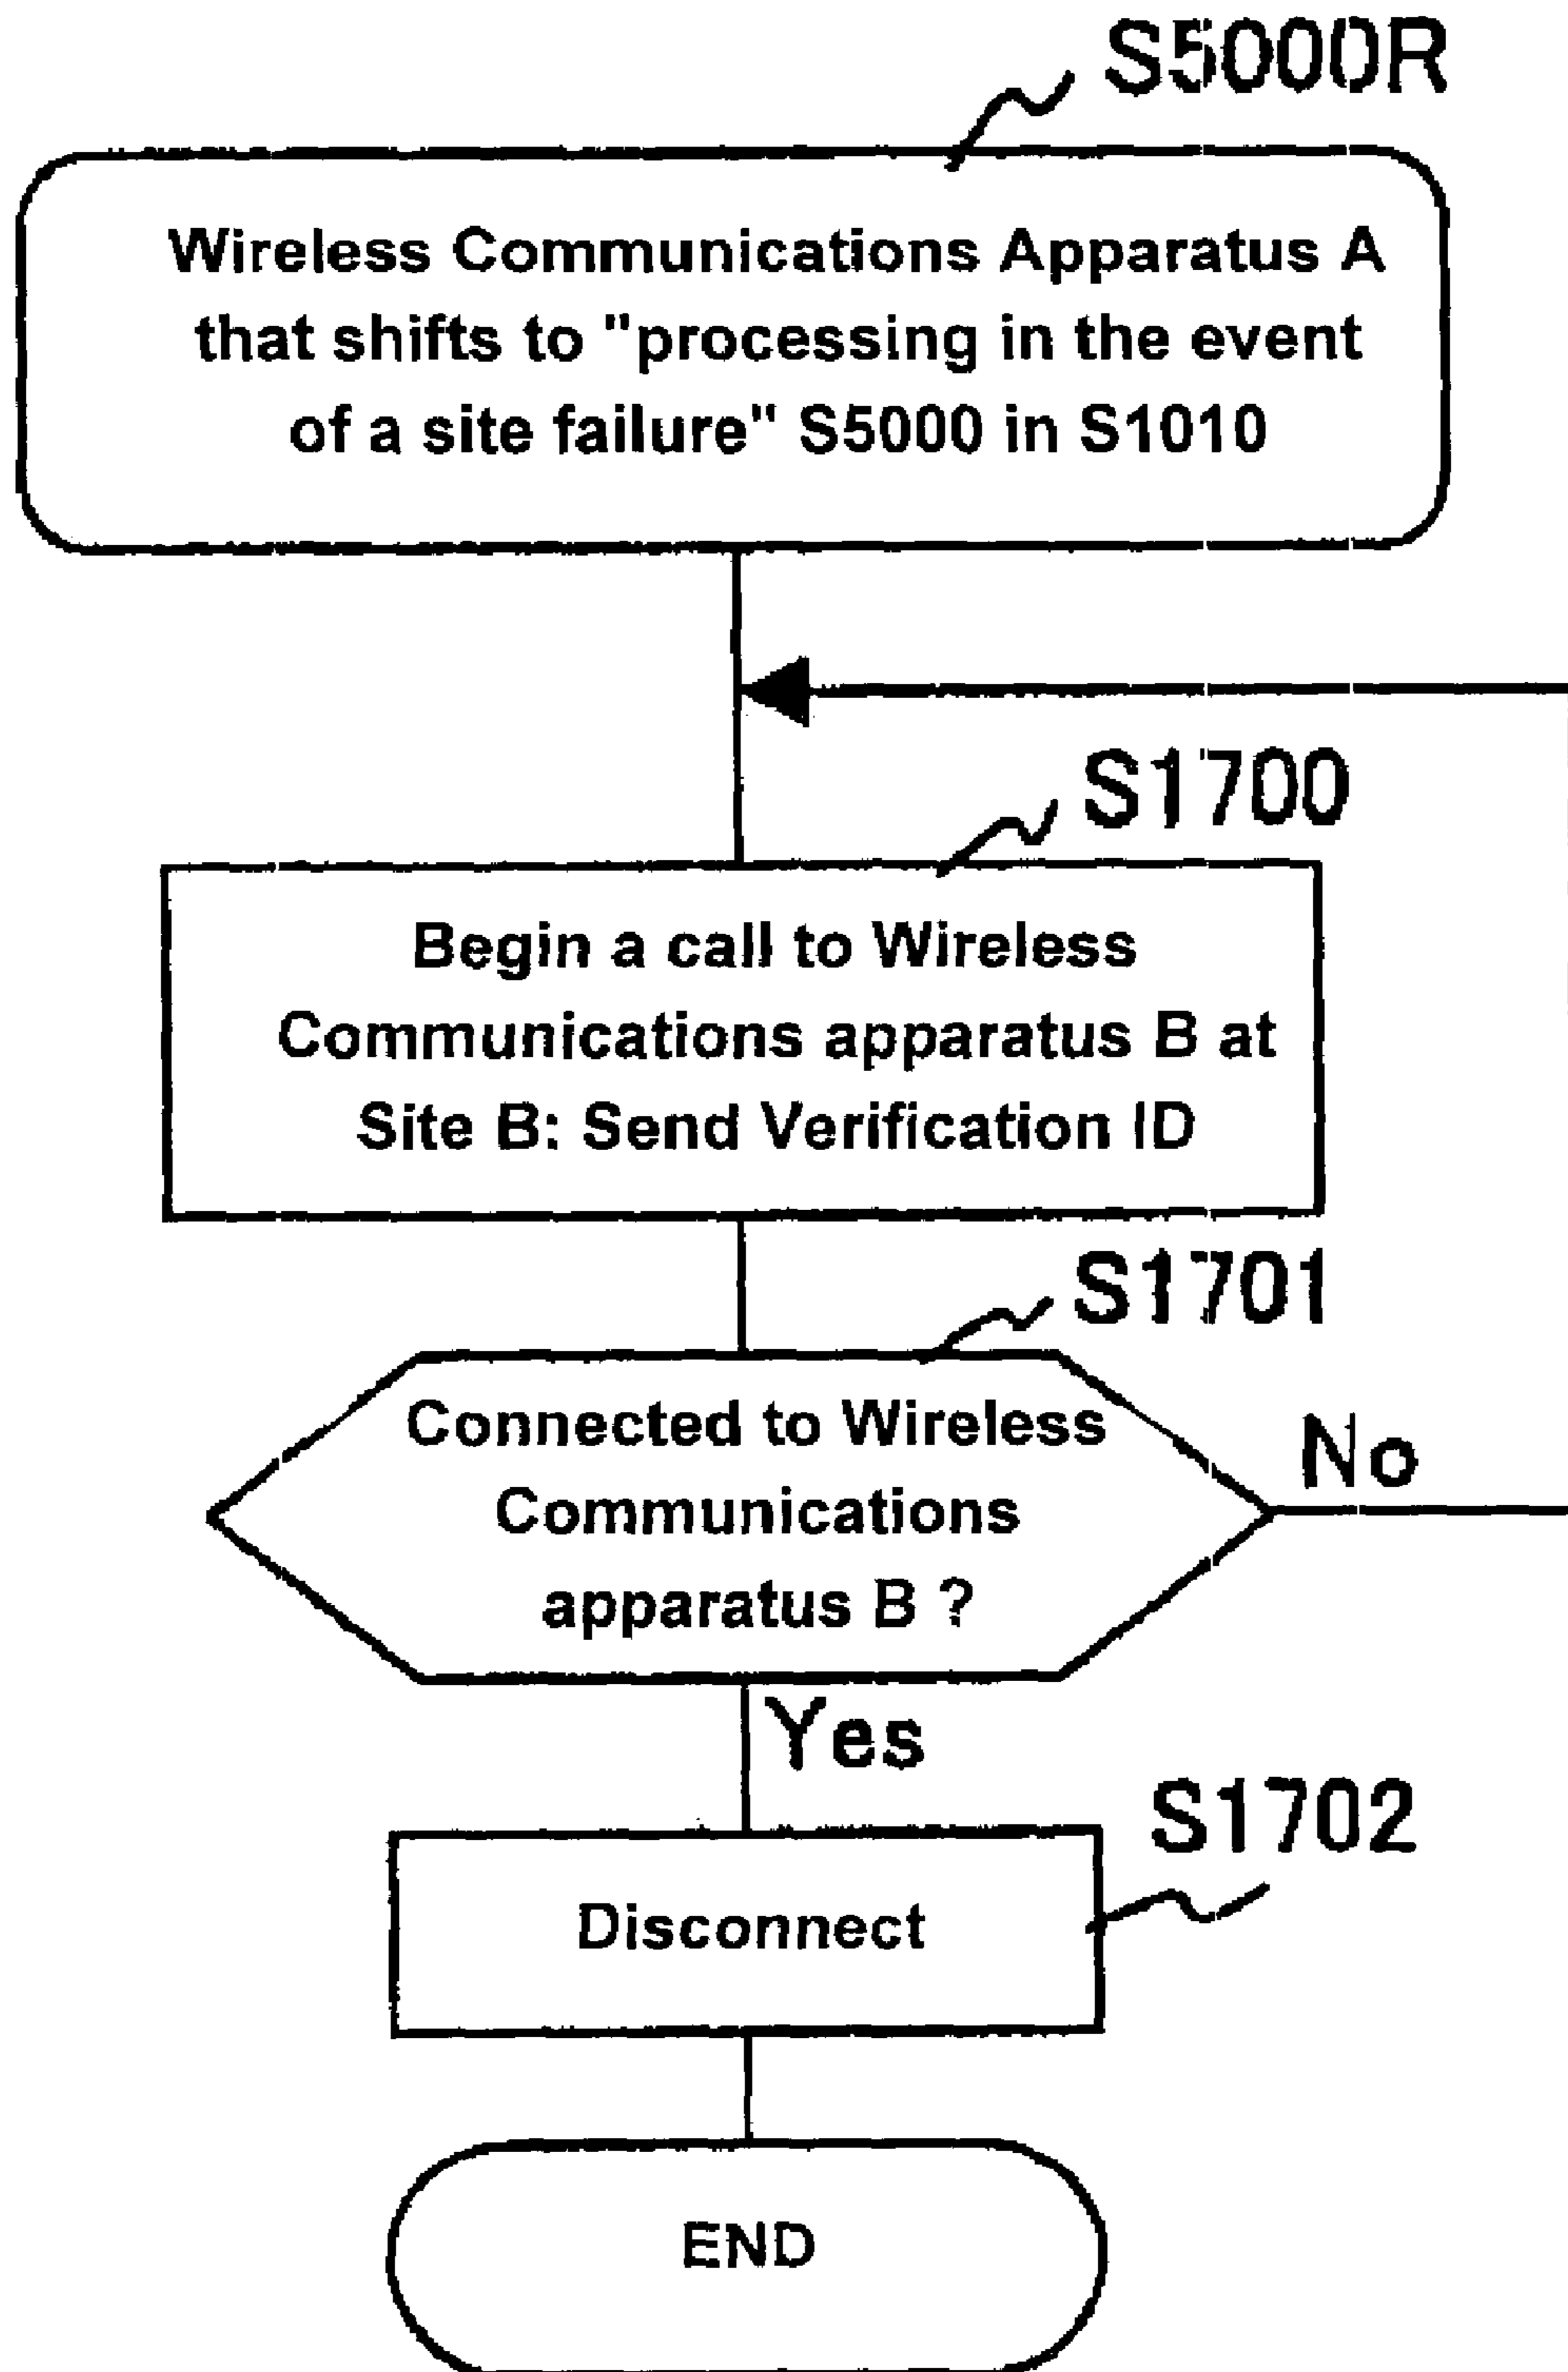 S5000R
Wireless Communications Apparatus A
that shifts to "processing in the event
of a site failure" S5000 in S1010
S1700
Begin a call to Wireless
Communications apparatus B at
Site B: Send Verification ID
S1701
Connected to Wireless
Communications
apparatus B ?
No
Yes
S1702
Disconnect
END